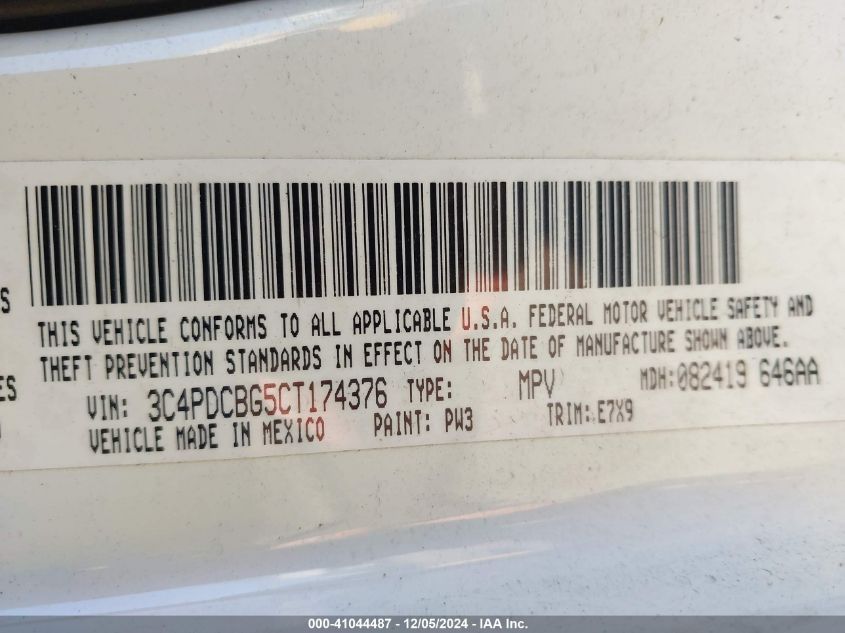 S
THIS VEHICLE CONFORMS TO ALL APPLICABLE U.S.A. FEDERAL MOTOR VEHICLE SAFETY AND
THEFT PREVENTION STANDARDS IN EFFECT ON THE DATE OF MANUFACTURE SHOWN ABOVE.
ES
VIN: 3C4PDCBG5CT174376 TYPE: MPV MDH:082419 646AA
VEHICLE MADE IN MEXICO PAINT: PW3 TRIM:E7X9
000-41044487 - 12/05/2024 - IAA Inc.